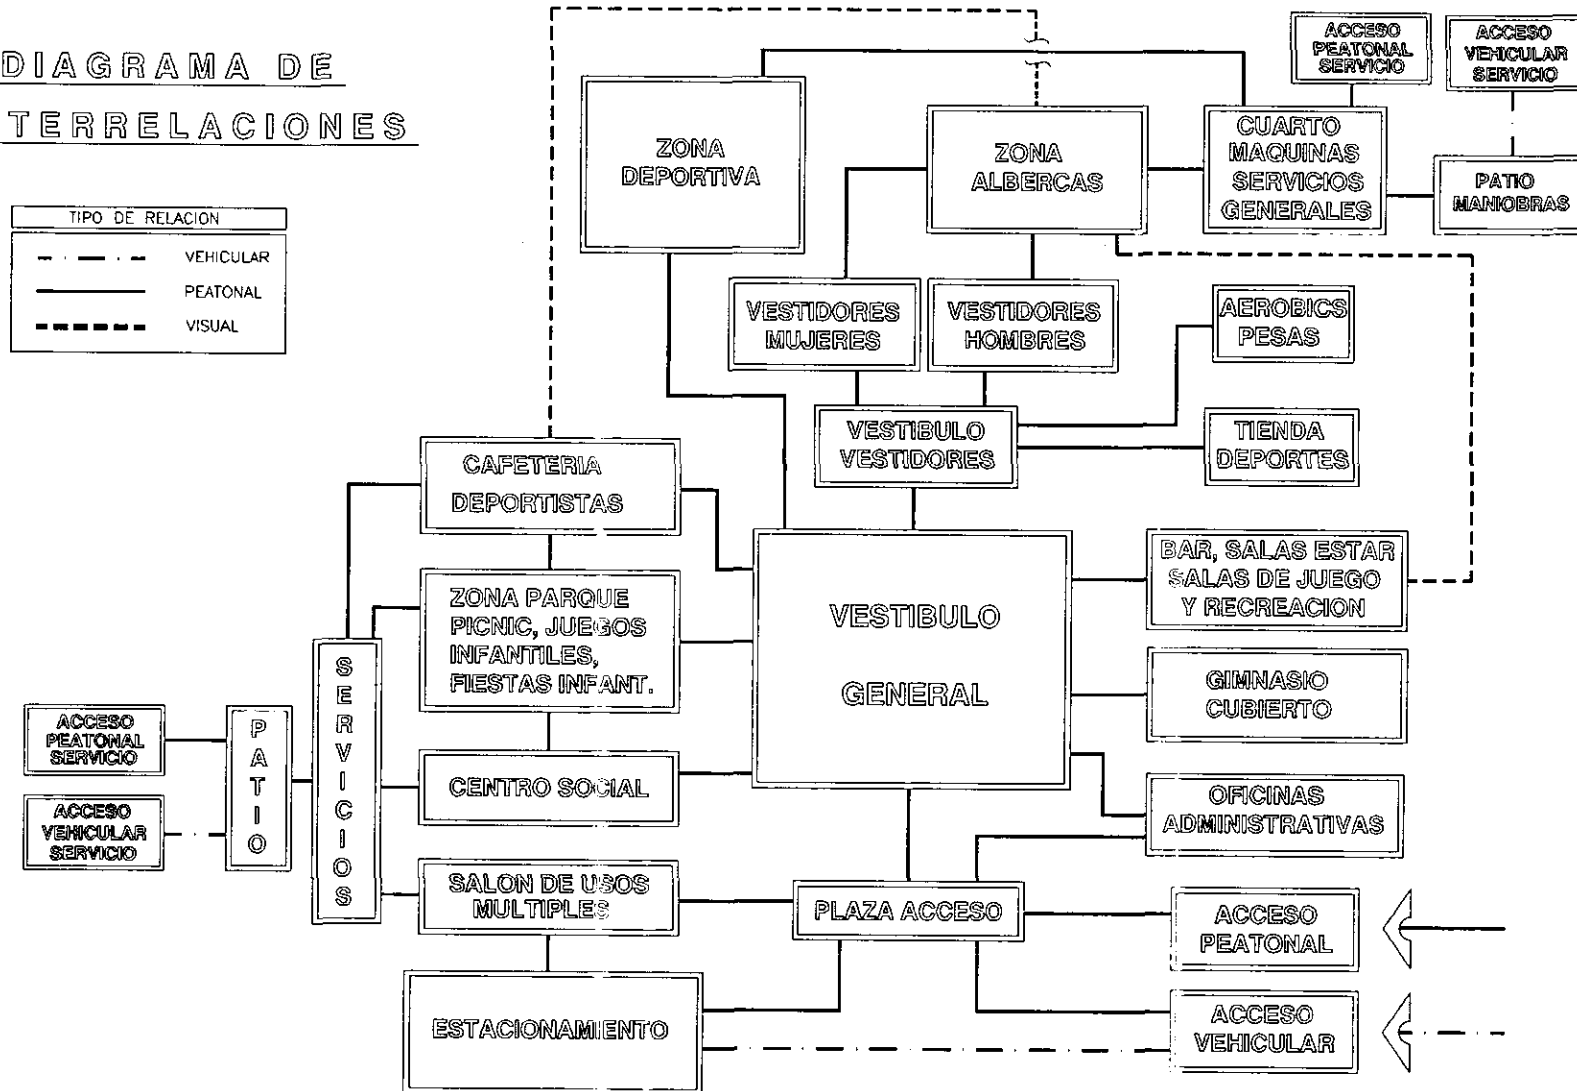 DIAGRAMA DE
TERRELACIONES
TIPO DE RELACION
VEHICULAR
PEATONAL
VISUAL
ZONA
DEPORTIVA
ZONA
ALBERCAS
CUARTO
MAQUINAS
SERVICIOS
GENERALES
ACCESO
PEATONAL
SERVICIO
ACCESO
VEHICULAR
SERVICIO
PATIO
MANIOBRAS
VESTIDORES
MUJERES
VESTIDORES
HOMBRES
AEROBICS
PESAS
VESTIBULO
VESTIDORES
TIENDA
DEPORTES
CAFETERIA
DEPORTISTAS
ZONA PARQUE
PICNIC, JUEGOS
INFANTILES,
FIESTAS INFANT.
VESTIBULO
GENERAL
BAR, SALAS ESTAR
SALAS DE JUEGO
Y RECREACION
GIMNASIO
CUBIERTO
ACCESO
PEATONAL
SERVICIO
ACCESO
VEHICULAR
SERVICIO
PATIO
SERVICIOS
CENTRO SOCIAL
OFICINAS
ADMINISTRATIVAS
SALON DE USOS
MULTIPLES
PLAZA ACCESO
ACCESO
PEATONAL
ESTACIONAMIENTO
ACCESO
VEHICULAR